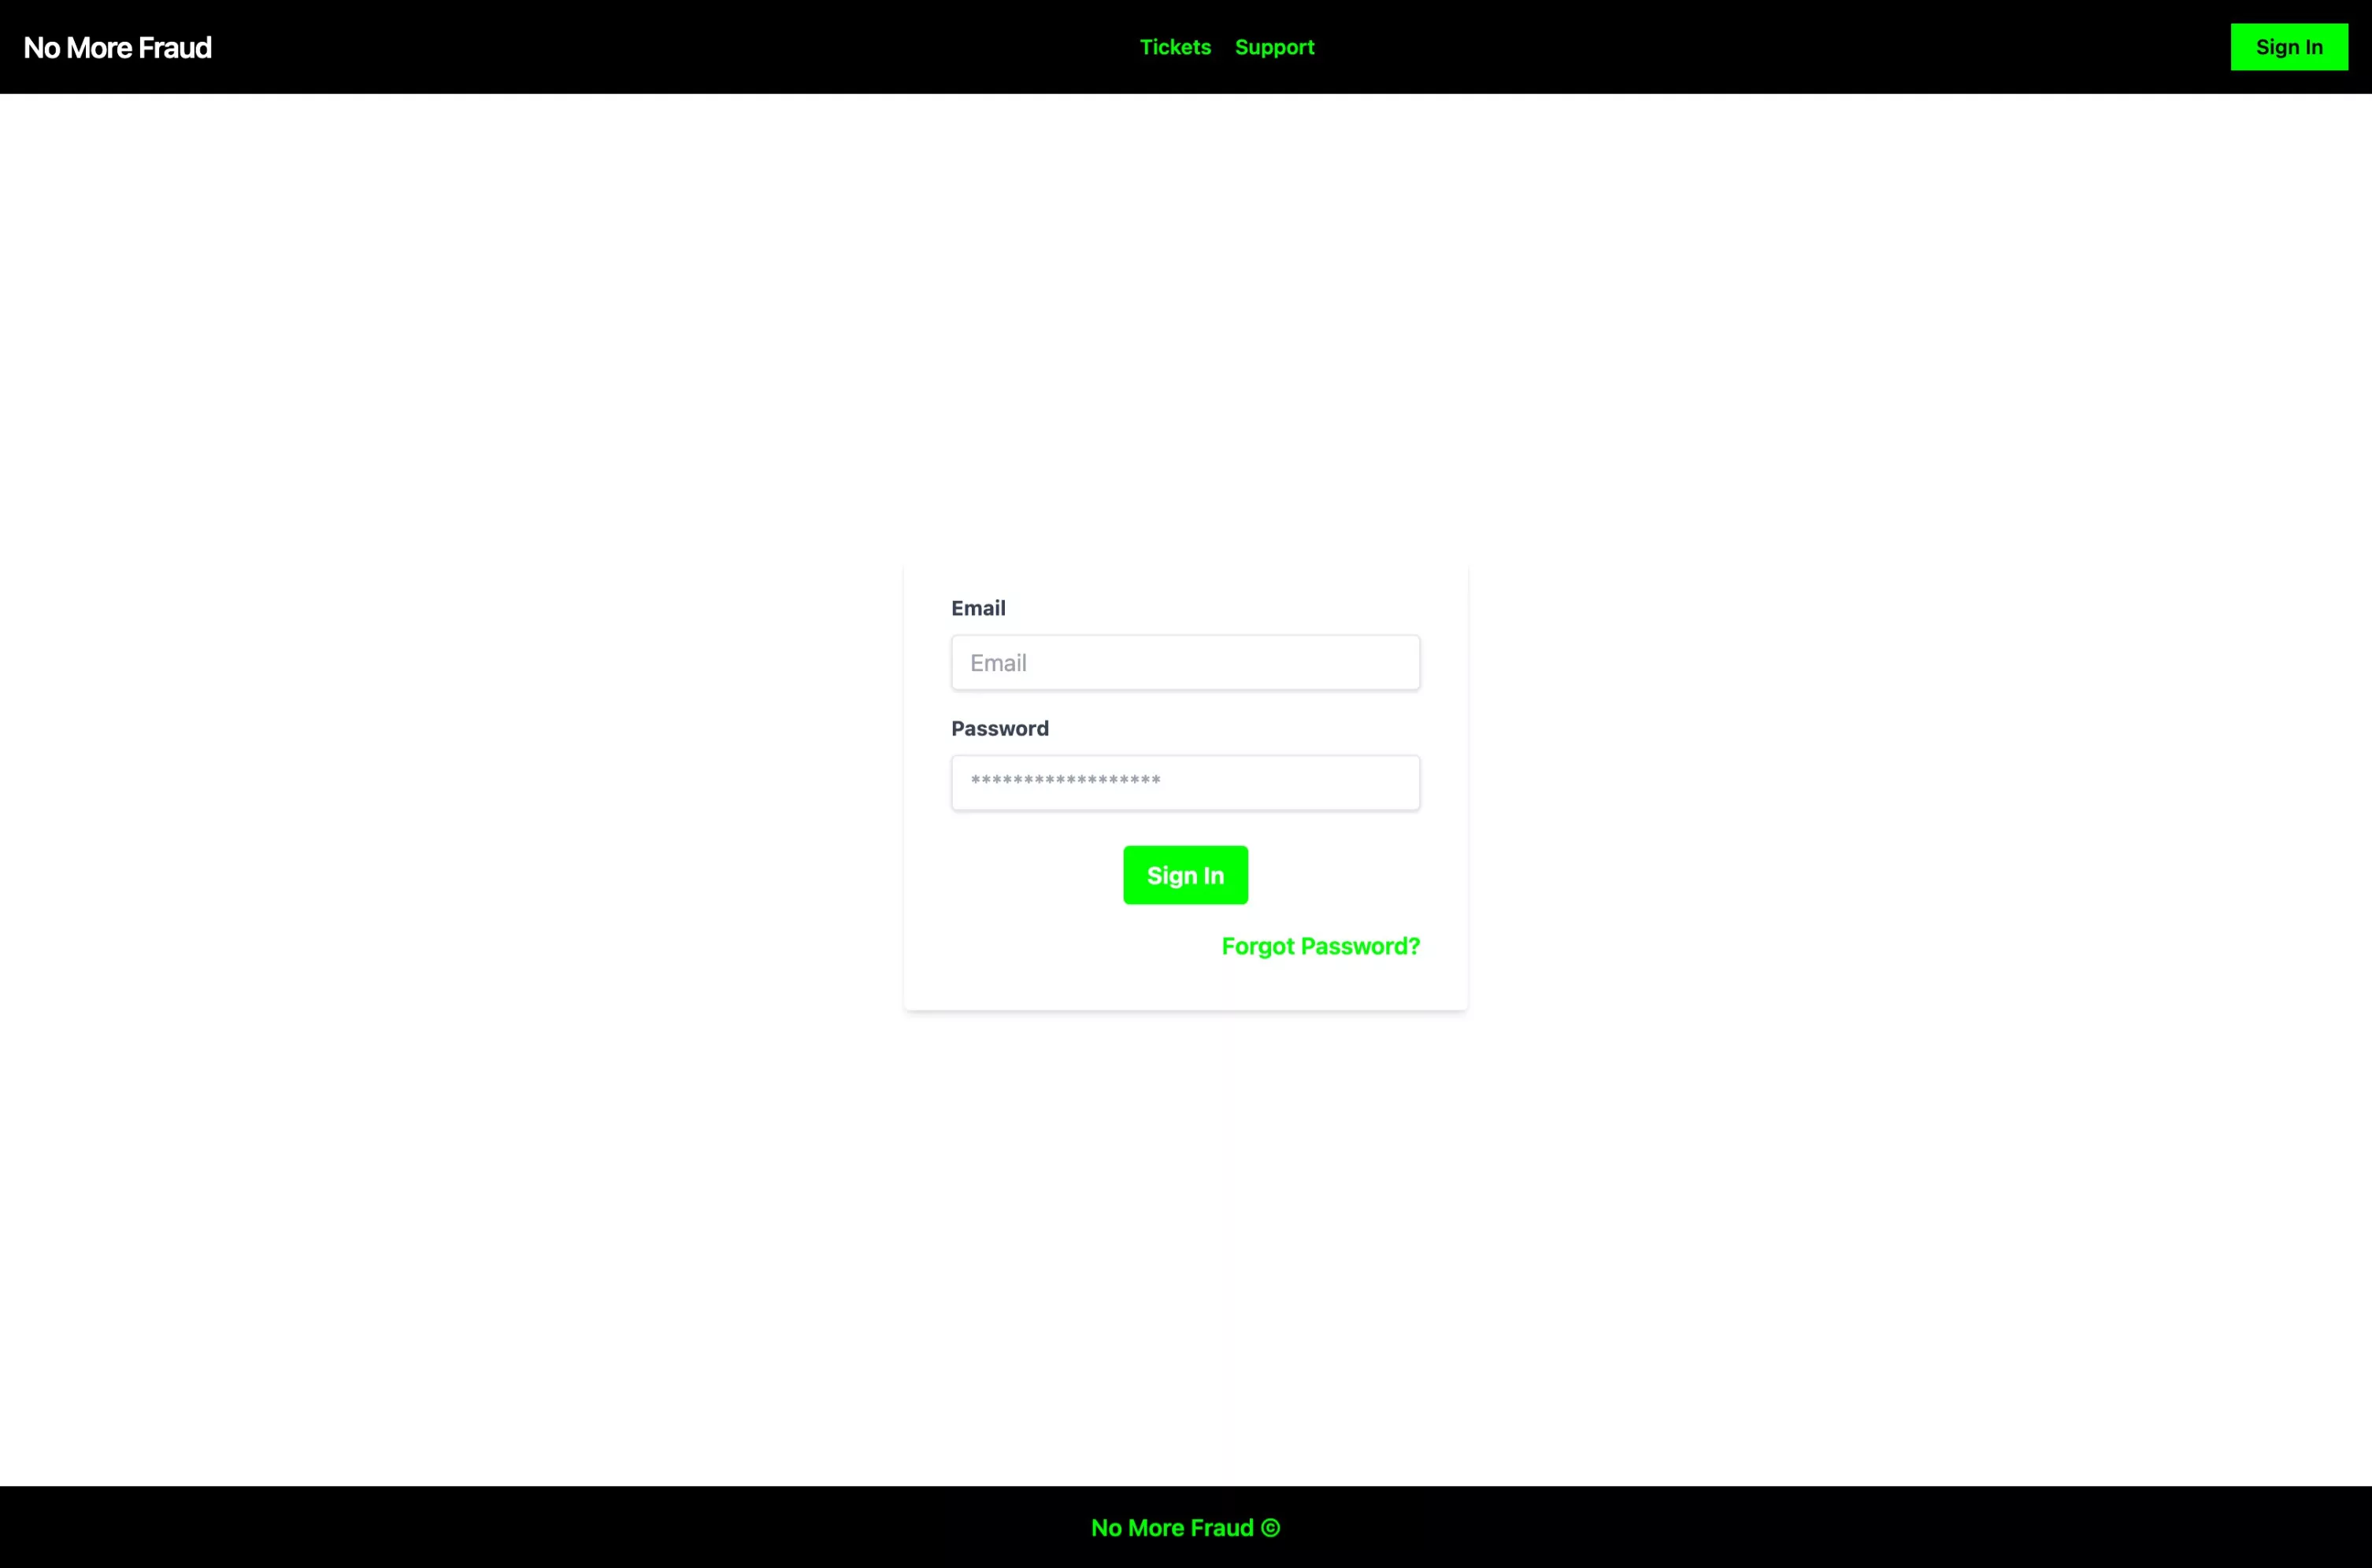 No More Fraud
Tickets Support
Sign In
Email
Email
Password
******************
Sign In
Forgot Password?
No More Fraud ©